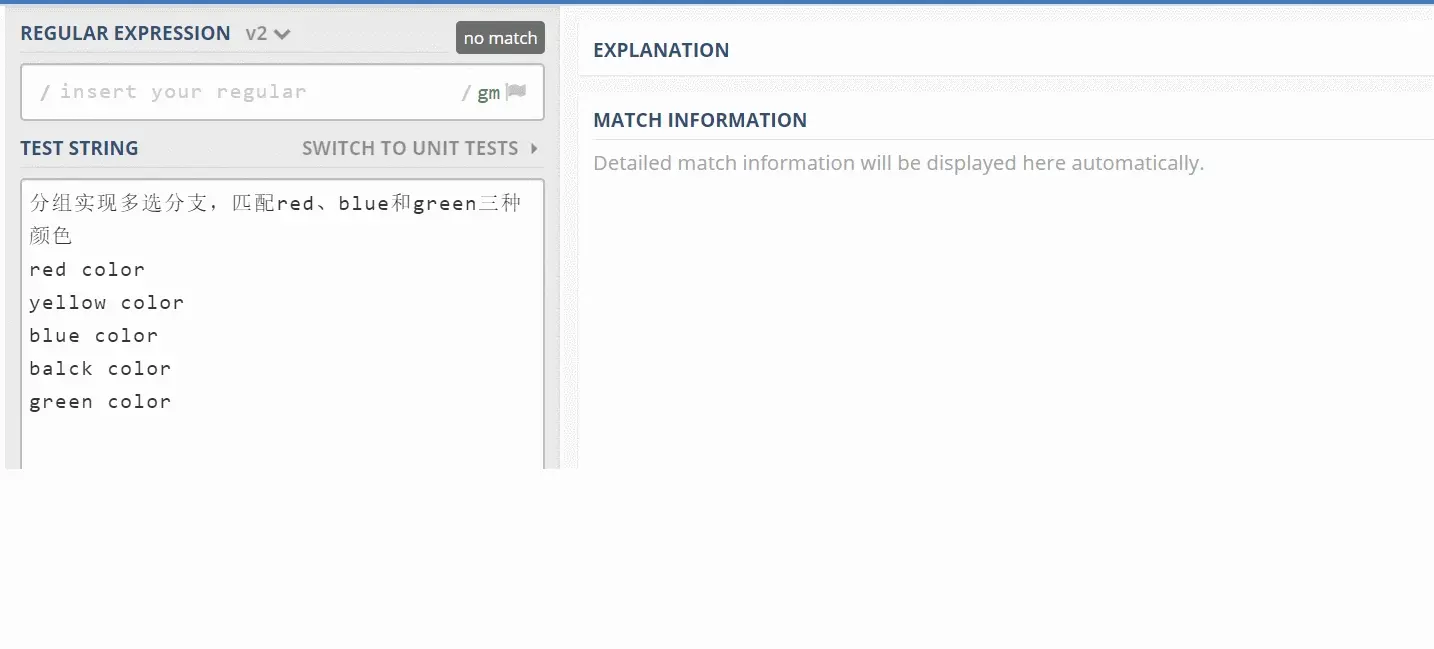 REGULAR EXPRESSION v2 no match
/ insert your regular / gm
TEST STRING SWITCH TO UNIT TESTS
分组实现多选分支，匹配red、blue和green三种
颜色
red color
yellow color
blue color
balck color
green color
EXPLANATION
MATCH INFORMATION
Detailed match information will be displayed here automatically.